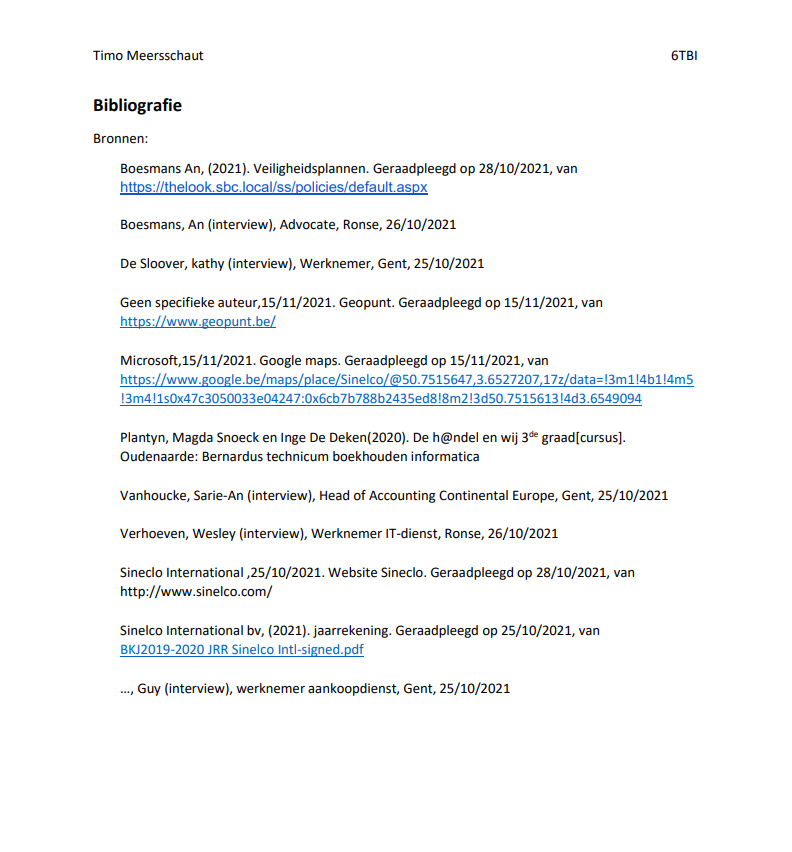 Timo Meersschaut 6TBI
Bibliografie
Bronnen:
Boesmans An, (2021). Veiligheidsplannen. Geraadpleegd op 28/10/2021, van
https://thelook.sbc.local/ss/policies/default.aspx
Boesmans, An (interview), Advocate, Ronse, 26/10/2021
De Sloover, kathy (interview), Werknemer, Gent, 25/10/2021
Geen specifieke auteur,15/11/2021. Geopunt. Geraadpleegd op 15/11/2021, van
https://www.geopunt.be/
Microsoft,15/11/2021. Google maps. Geraadpleegd op 15/11/2021, van
https://www.google.be/maps/place/Sinelco/@50.7515647,3.6527207,17z/data=!3m1!4b1!4m5
!3m4!1s0x47c3050033e04247:0x6cb7b788b2435ed8!8m2!3d50.7515613!4d3.6549094
Plantyn, Magda Snoeck en Inge De Deken(2020). De h@ndel en wij 3de graad[cursus].
Oudenaarde: Bernardus technicum boekhouden informatica
Vanhoucke, Sarie-An (interview), Head of Accounting Continental Europe, Gent, 25/10/2021
Verhoeven, Wesley (interview), Werknemer IT-dienst, Ronse, 26/10/2021
Sineclo International ,25/10/2021. Website Sineclo. Geraadpleegd op 28/10/2021, van
http://www.sinelco.com/
Sinelco International bv, (2021). jaarrekening. Geraadpleegd op 25/10/2021, van
BKJ2019-2020 JRR Sinelco Intl-signed.pdf
…, Guy (interview), werknemer aankoopdienst, Gent, 25/10/2021